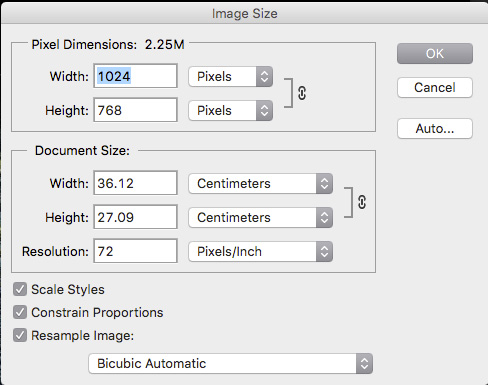 Image Size
Pixel Dimensions: 2.25M
Width: 1024 Pixels
Height: 768 Pixels
OK
Cancel
Auto...
Document Size:
Width: 36.12 Centimeters
Height: 27.09 Centimeters
Resolution: 72 Pixels/Inch
Scale Styles
Constrain Proportions
Resample Image:
Bicubic Automatic